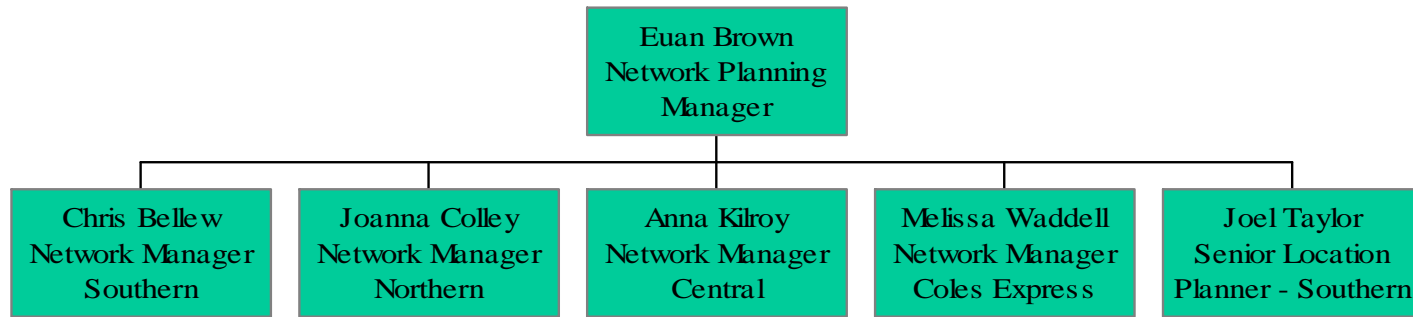 Euan Brown
Network Planning
Manager
Chris Bellew
Network Manager
Southern
Joanna Colley
Network Manager
Northern
Anna Kilroy
Network Manager
Central
Melissa Waddell
Network Manager
Coles Express
Joel Taylor
Senior Location
Planner - Southern